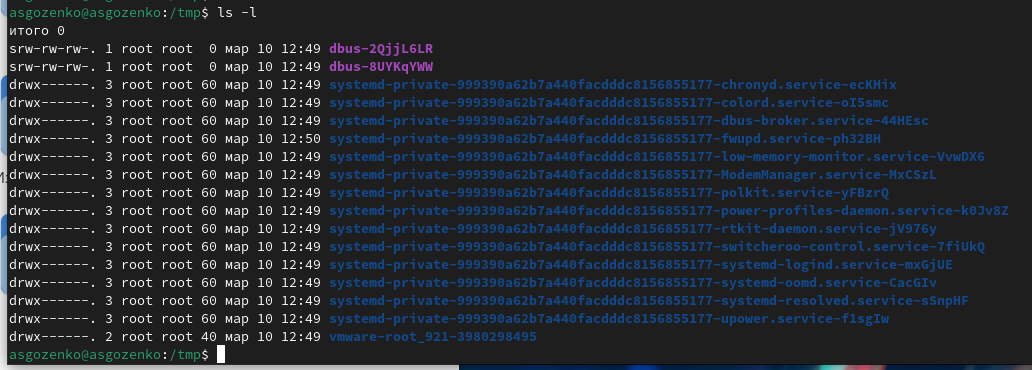 asgozenko@asgozenko:/tmp$ ls -l
итого 0
srw-rw-rw-. 1 root root  0 мар 10 12:49 dbus-2QjjL6LR
srw-rw-rw-. 1 root root  0 мар 10 12:49 dbus-8UYKqYWW
drwx------. 3 root root 60 мар 10 12:49 systemd-private-999390a62b7a440facdddc8156855177-chronyd.service-ecKHix
drwx------. 3 root root 60 мар 10 12:49 systemd-private-999390a62b7a440facdddc8156855177-colord.service-oI5smc
drwx------. 3 root root 60 мар 10 12:49 systemd-private-999390a62b7a440facdddc8156855177-dbus-broker.service-44HEsc
drwx------. 3 root root 60 мар 10 12:50 systemd-private-999390a62b7a440facdddc8156855177-fwupd.service-ph32BH
drwx------. 3 root root 60 мар 10 12:49 systemd-private-999390a62b7a440facdddc8156855177-low-memory-monitor.service-VvwDX6
drwx------. 3 root root 60 мар 10 12:49 systemd-private-999390a62b7a440facdddc8156855177-ModemManager.service-MxCSzL
drwx------. 3 root root 60 мар 10 12:49 systemd-private-999390a62b7a440facdddc8156855177-polkit.service-yFBzrQ
drwx------. 3 root root 60 мар 10 12:49 systemd-private-999390a62b7a440facdddc8156855177-power-profiles-daemon.service-k0Jv8Z
drwx------. 3 root root 60 мар 10 12:49 systemd-private-999390a62b7a440facdddc8156855177-rtkit-daemon.service-jV976y
drwx------. 3 root root 60 мар 10 12:49 systemd-private-999390a62b7a440facdddc8156855177-switcheroo-control.service-7fiUkQ
drwx------. 3 root root 60 мар 10 12:49 systemd-private-999390a62b7a440facdddc8156855177-systemd-logind.service-mxGjUE
drwx------. 3 root root 60 мар 10 12:49 systemd-private-999390a62b7a440facdddc8156855177-systemd-oomd.service-CacGIv
drwx------. 3 root root 60 мар 10 12:49 systemd-private-999390a62b7a440facdddc8156855177-systemd-resolved.service-sSnpHF
drwx------. 3 root root 60 мар 10 12:49 systemd-private-999390a62b7a440facdddc8156855177-upower.service-f1sgIw
drwx------. 2 root root 40 мар 10 12:49 vmware-root_921-3980298495
asgozenko@asgozenko:/tmp$